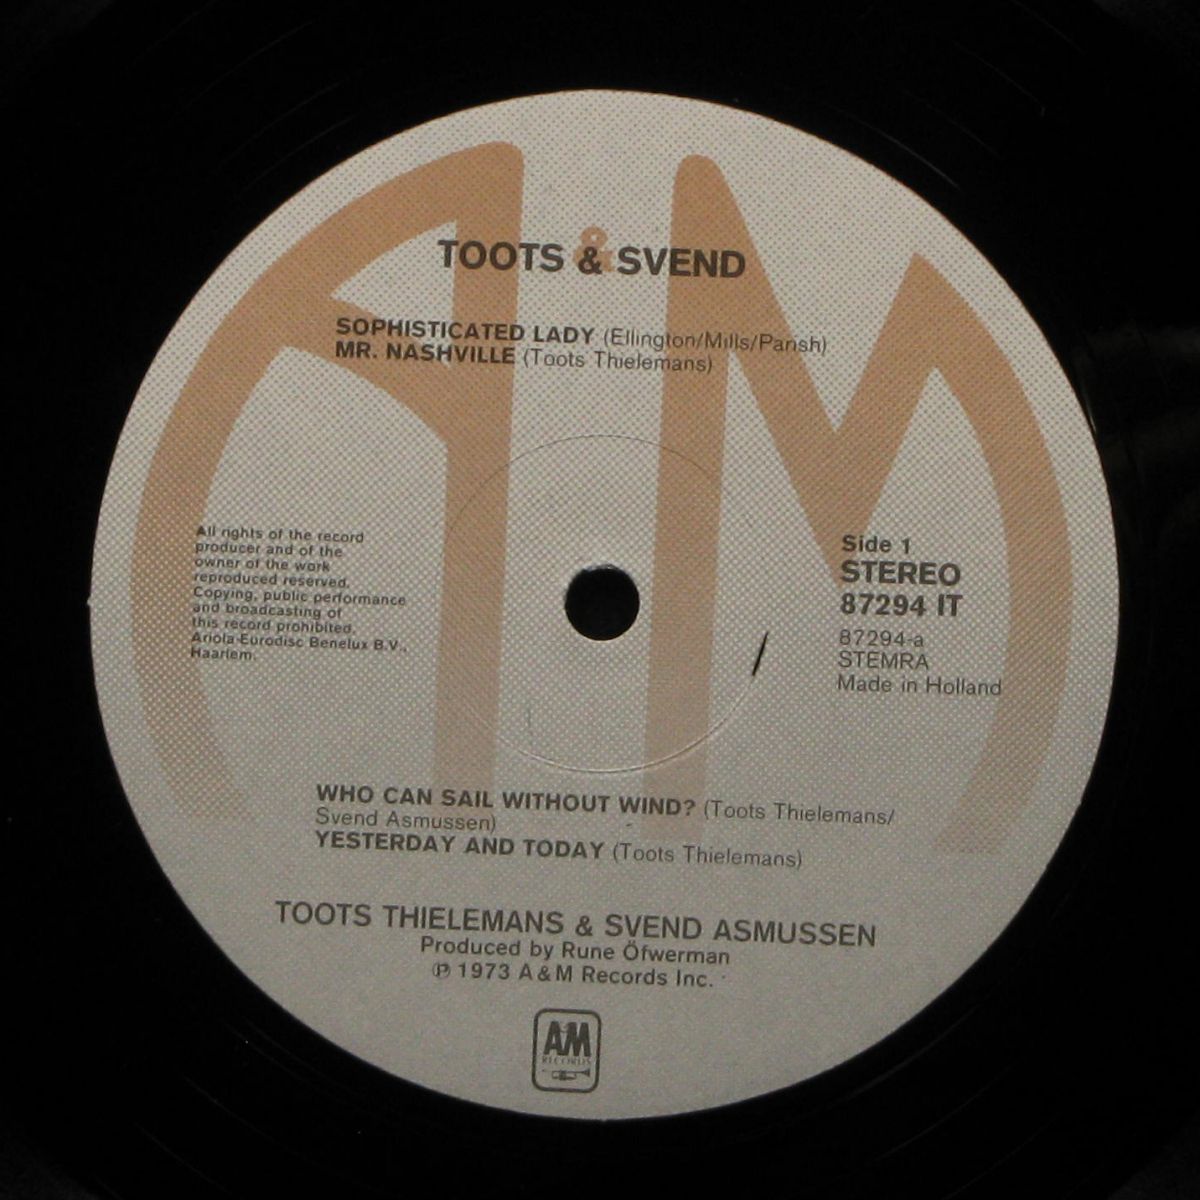 TOOTS & SVEND
SOPHISTICATED LADY (Ellington/Mills/Parish)
MR. NASHVILLE (Toots Thielemans)
All rights of the record
producer and of the
owner of the work
reproduced reserved.
Copying, public performance
and broadcasting of
this record prohibited.
Ariola-Eurodisc Benelux B.V.,
Haarlem.
Side 1
STEREO
87294 IT
87294-a
STEMRA
Made in Holland
WHO CAN SAIL WITHOUT WIND? (Toots Thielemans/
Svend Asmussen)
YESTERDAY AND TODAY (Toots Thielemans)
TOOTS THIELEMANS & SVEND ASMUSSEN
Produced by Rune Öfwerman
℗ 1973 A&M Records Inc.
A&M
RECORDS